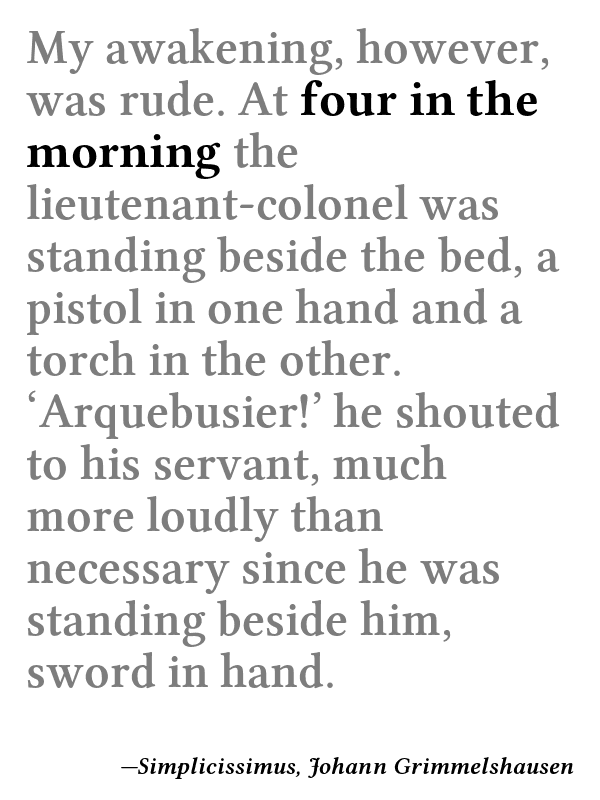 My awakening, however,
was rude. At four in the
morning the
lieutenant-colonel was
standing beside the bed, a
pistol in one hand and a
torch in the other.
‘Arquebusier!’ he shouted
to his servant, much
more loudly than
necessary since he was
standing beside him,
sword in hand.
—Simplicissimus, Johann Grimmelshausen